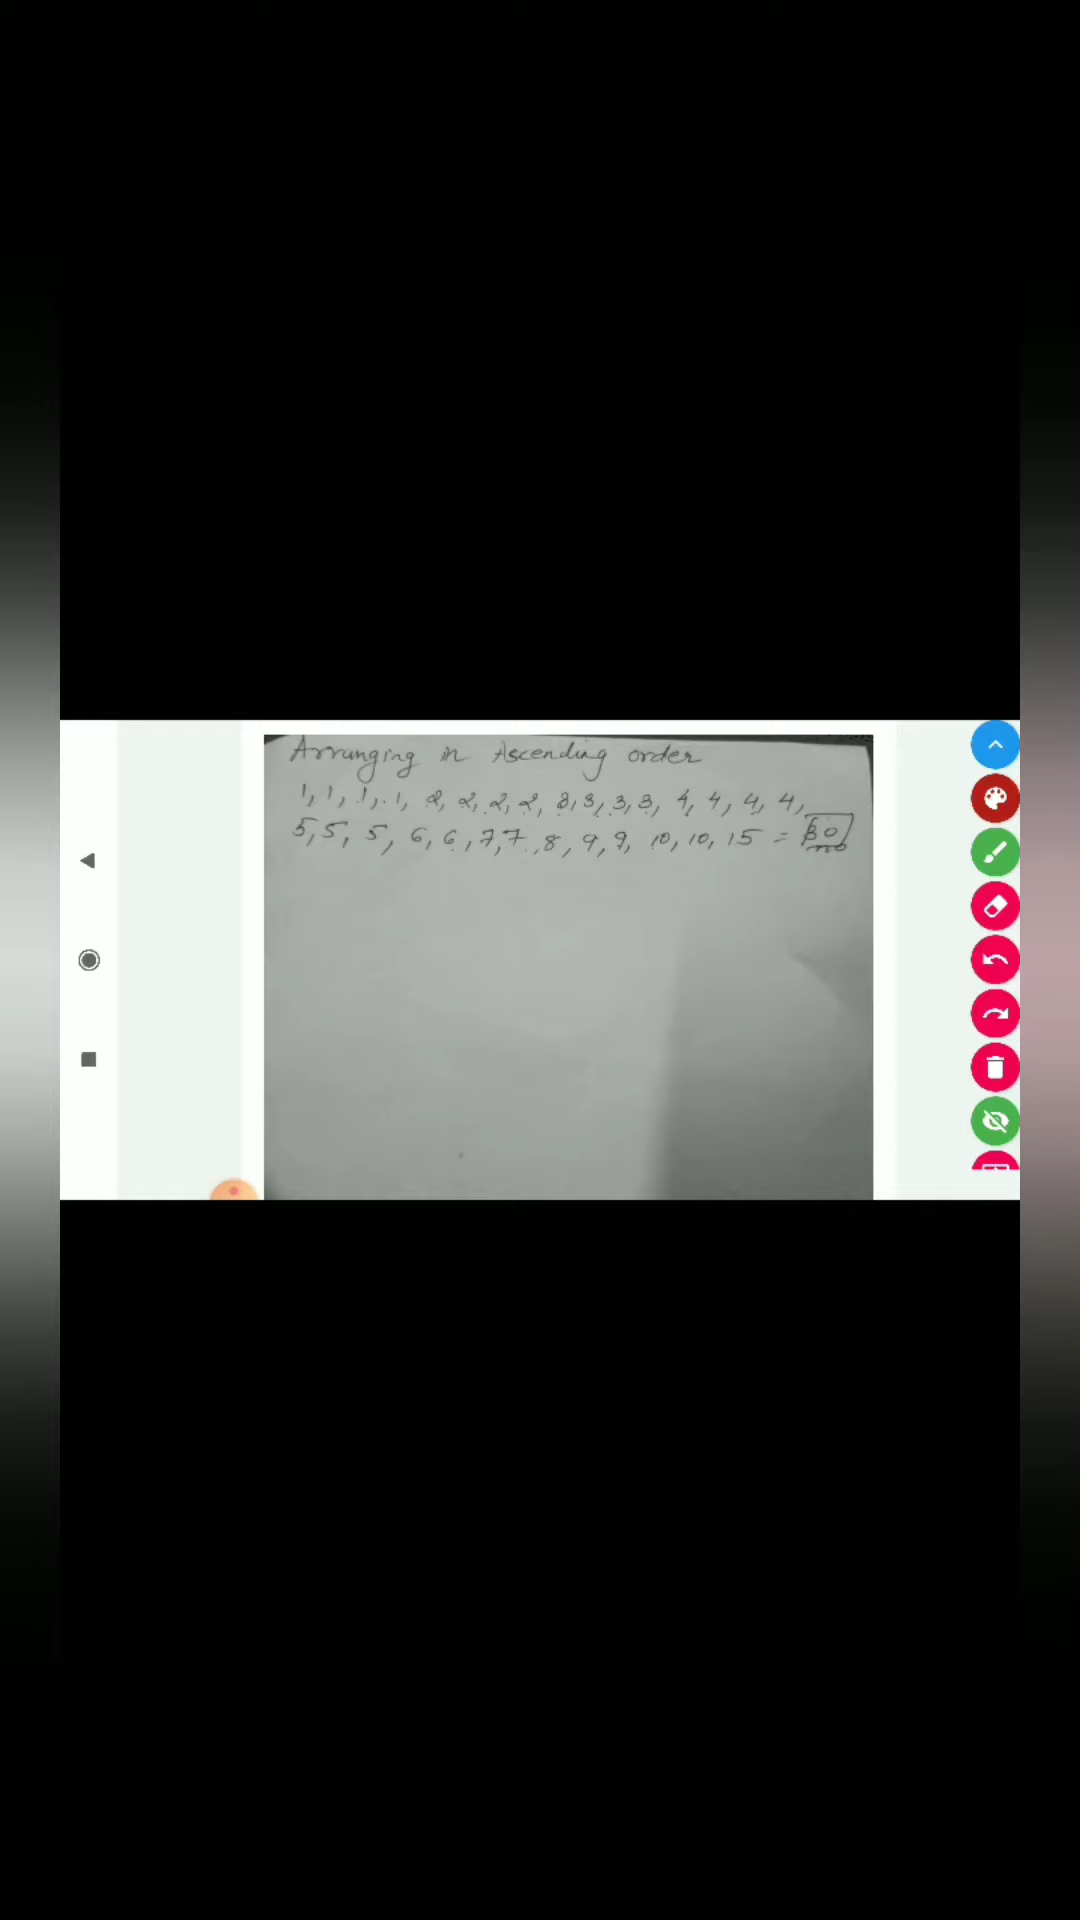 Arranging in Ascending order
1, 1, 1, 1, 2, 2, 2, 2, 3, 3, 3, 3, 4, 4, 4, 4,
5, 5, 5, 6, 6, 7, 7, 8, 9, 9, 10, 10, 15 = 30
no